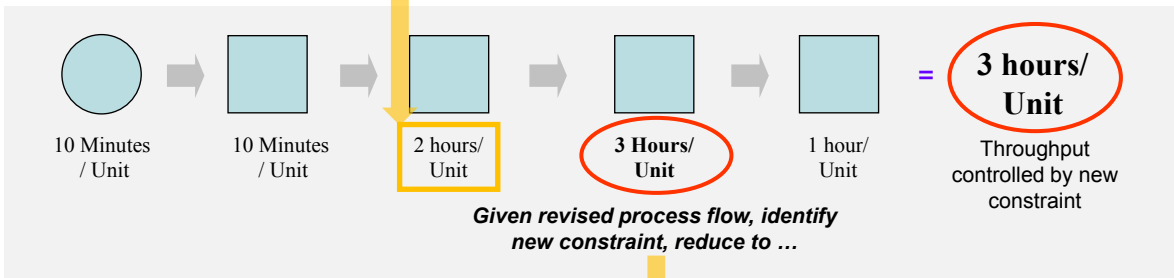 10 Minutes
/ Unit
10 Minutes
/ Unit
2 hours/
Unit
3 Hours/
Unit
1 hour/
Unit
=
3 hours/
Unit
Throughput
controlled by new
constraint
Given revised process flow, identify
new constraint, reduce to …